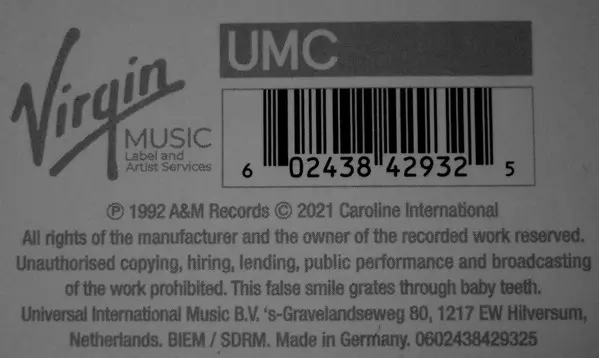 Virgin
MUSIC
Label and
Artist Services
UMC
6 02438 42932 5
℗ 1992 A&M Records © 2021 Caroline International
All rights of the manufacturer and the owner of the recorded work reserved.
Unauthorised copying, hiring, lending, public performance and broadcasting
of the work prohibited. This false smile grates through baby teeth.
Universal International Music B.V. 's-Gravelandseweg 80, 1217 EW Hilversum,
Netherlands. BIEM / SDRM. Made in Germany. 0602438429325